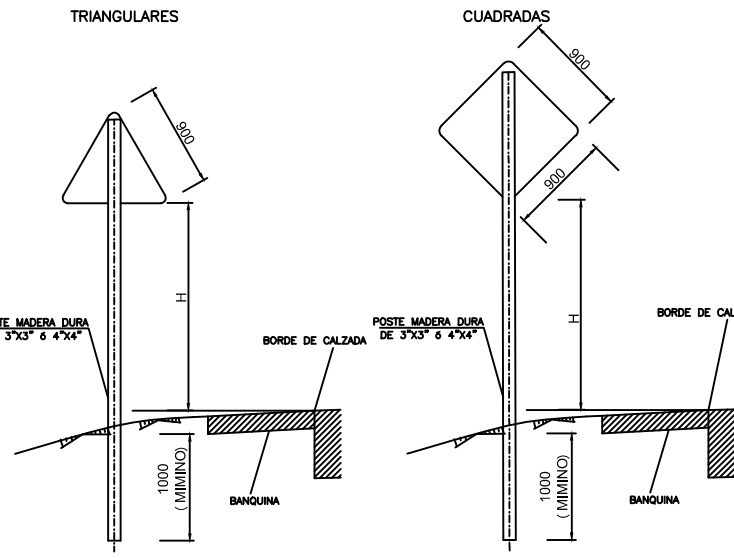 TRIANGULARES
900
H
TE MADERA DURA
3"X3" ó 4"X4"
BORDE DE CALZADA
1000
( MIMINO)
BANQUINA
CUADRADAS
900
900
H
POSTE MADERA DURA
DE 3"X3" ó 4"X4"
BORDE DE CAL
1000
( MIMINO)
BANQUINA